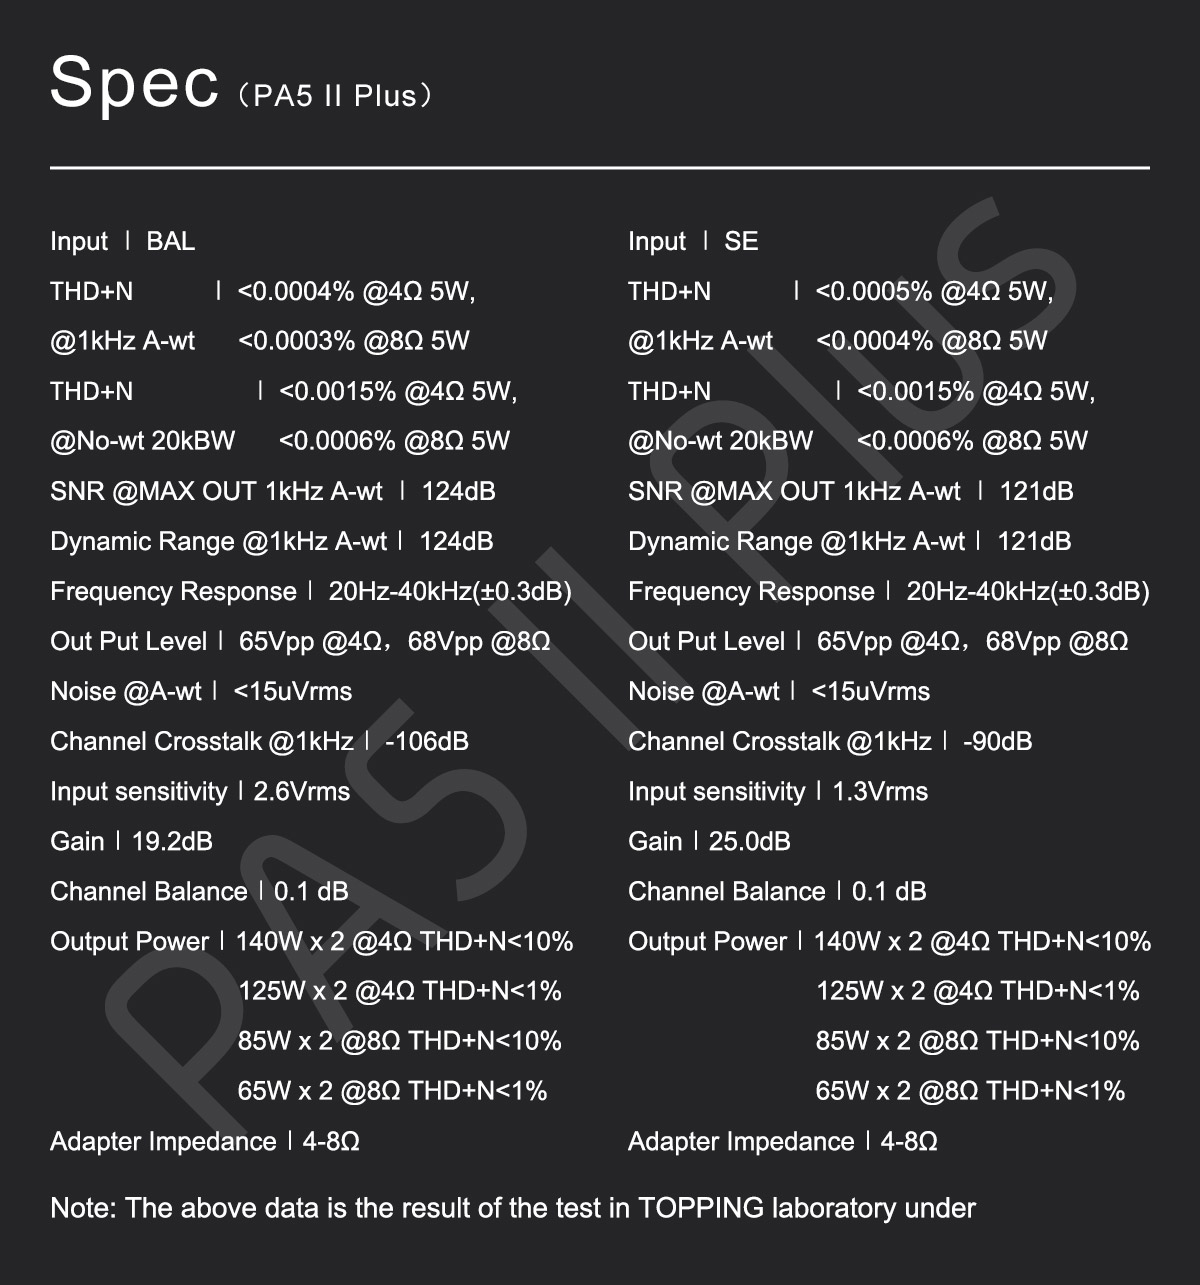 Spec（PA5 II Plus）
Input | BAL
THD+N | <0.0004% @4Ω 5W,
@1kHz A-wt <0.0003% @8Ω 5W
THD+N | <0.0015% @4Ω 5W,
@No-wt 20kBW <0.0006% @8Ω 5W
SNR @MAX OUT 1kHz A-wt | 124dB
Dynamic Range @1kHz A-wt | 124dB
Frequency Response | 20Hz-40kHz(±0.3dB)
Out Put Level | 65Vpp @4Ω，68Vpp @8Ω
Noise @A-wt | <15uVrms
Channel Crosstalk @1kHz | -106dB
Input sensitivity | 2.6Vrms
Gain | 19.2dB
Channel Balance | 0.1 dB
Output Power | 140W x 2 @4Ω THD+N<10%
125W x 2 @4Ω THD+N<1%
85W x 2 @8Ω THD+N<10%
65W x 2 @8Ω THD+N<1%
Adapter Impedance | 4-8Ω
Input | SE
THD+N | <0.0005% @4Ω 5W,
@1kHz A-wt <0.0004% @8Ω 5W
THD+N | <0.0015% @4Ω 5W,
@No-wt 20kBW <0.0006% @8Ω 5W
SNR @MAX OUT 1kHz A-wt | 121dB
Dynamic Range @1kHz A-wt | 121dB
Frequency Response | 20Hz-40kHz(±0.3dB)
Out Put Level | 65Vpp @4Ω，68Vpp @8Ω
Noise @A-wt | <15uVrms
Channel Crosstalk @1kHz | -90dB
Input sensitivity | 1.3Vrms
Gain | 25.0dB
Channel Balance | 0.1 dB
Output Power | 140W x 2 @4Ω THD+N<10%
125W x 2 @4Ω THD+N<1%
85W x 2 @8Ω THD+N<10%
65W x 2 @8Ω THD+N<1%
Adapter Impedance | 4-8Ω
Note: The above data is the result of the test in TOPPING laboratory under
PA5 II Plus